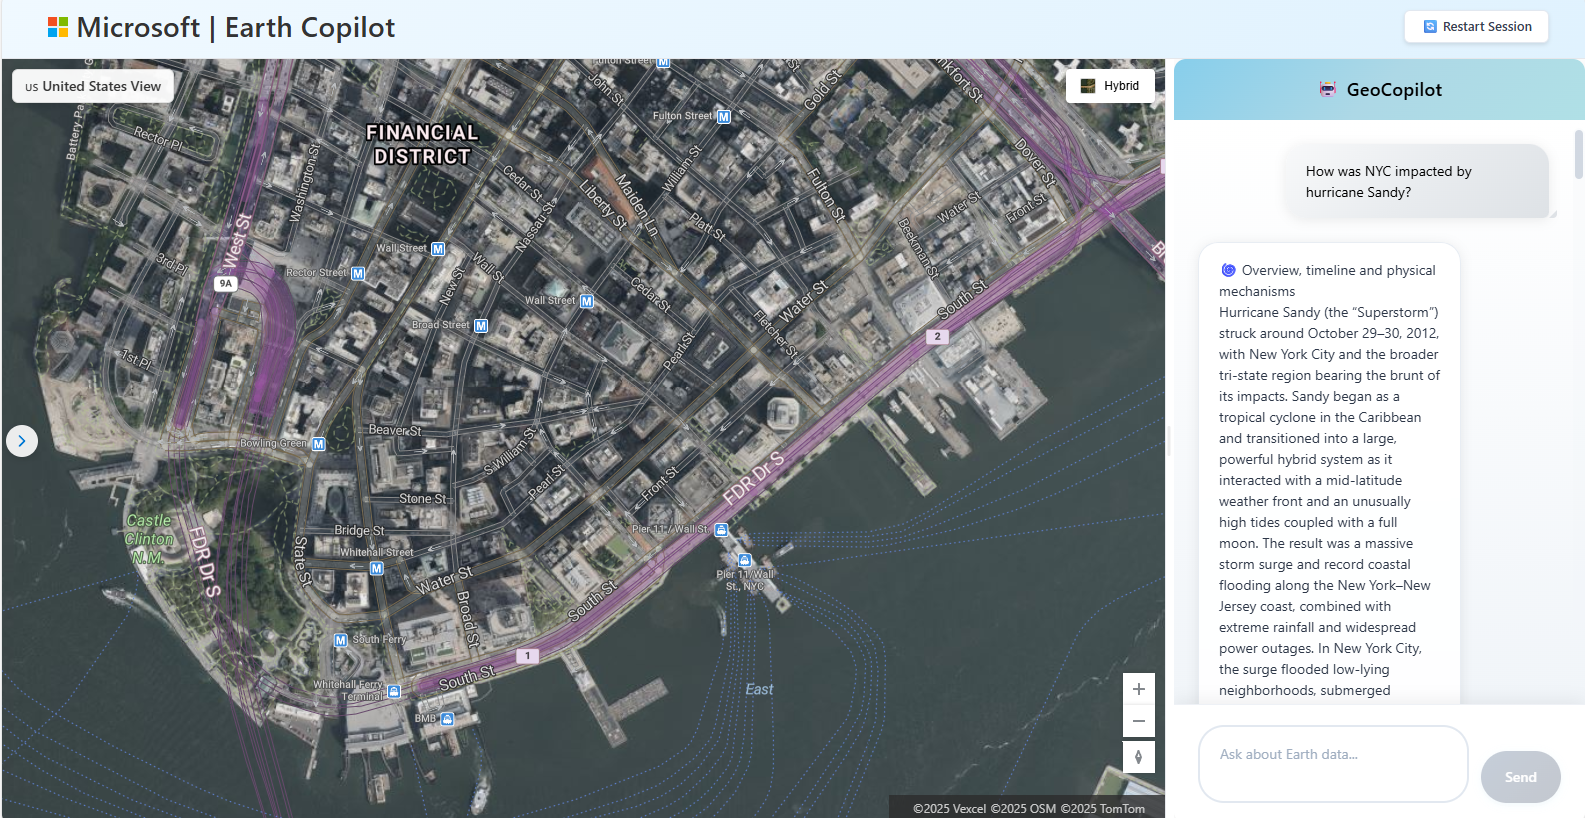 Microsoft | Earth Copilot
Restart Session
US United States View
Hybrid
FINANCIAL
DISTRICT
Fulton Street
John St
Gold St
Fulton Street
Battery Pa
Rector Pl
Washington St
Cedar St
Liberty St
Maiden Ln
William St
Nassau St
Platt St
Fulton St
Dover St
Water St
Front St
Beekman St
West St
Wall Street
Rector Street
3rd Pl
9A
New St
Wall St
Wall Street
Cedar St
Water St
South St
Broad Street
Fletcher St
2
Pearl St
1st Pl
Bowling Green
Beaver St
S William St
Pearl St
Front St
FDR Dr S
Stone St
Castle
Clinton
N.M.
FDR Dr S
Bridge St
State St
Whitehall Street
Pier 11 / Wall St.
Pier 11/Wall
St., NYC
Water St
Broad St
South St
South Ferry
1
South St
Whitehall Ferry
Terminal
BMB
East
©2025 Vexcel ©2025 OSM ©2025 TomTom
GeoCopilot
How was NYC impacted by
hurricane Sandy?
Overview, timeline and physical
mechanisms
Hurricane Sandy (the “Superstorm”)
struck around October 29–30, 2012,
with New York City and the broader
tri-state region bearing the brunt of
its impacts. Sandy began as a
tropical cyclone in the Caribbean
and transitioned into a large,
powerful hybrid system as it
interacted with a mid-latitude
weather front and an unusually
high tides coupled with a full
moon. The result was a massive
storm surge and record coastal
flooding along the New York–New
Jersey coast, combined with
extreme rainfall and widespread
power outages. In New York City,
the surge flooded low-lying
neighborhoods, submerged
Ask about Earth data...
Send